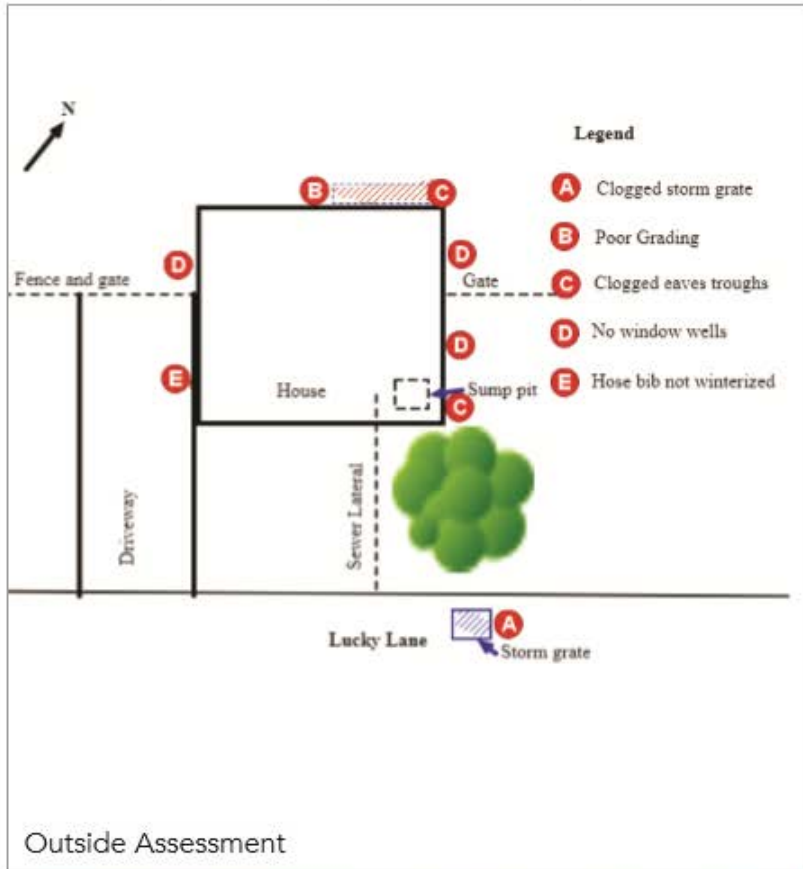 N
Legend
A Clogged storm grate
B Poor Grading
C Clogged eaves troughs
D No window wells
E Hose bib not winterized
B
C
D
D
Fence and gate
Gate
D
E
House
Sump pit
C
Driveway
Sewer Lateral
Lucky Lane
A
Storm grate
Outside Assessment